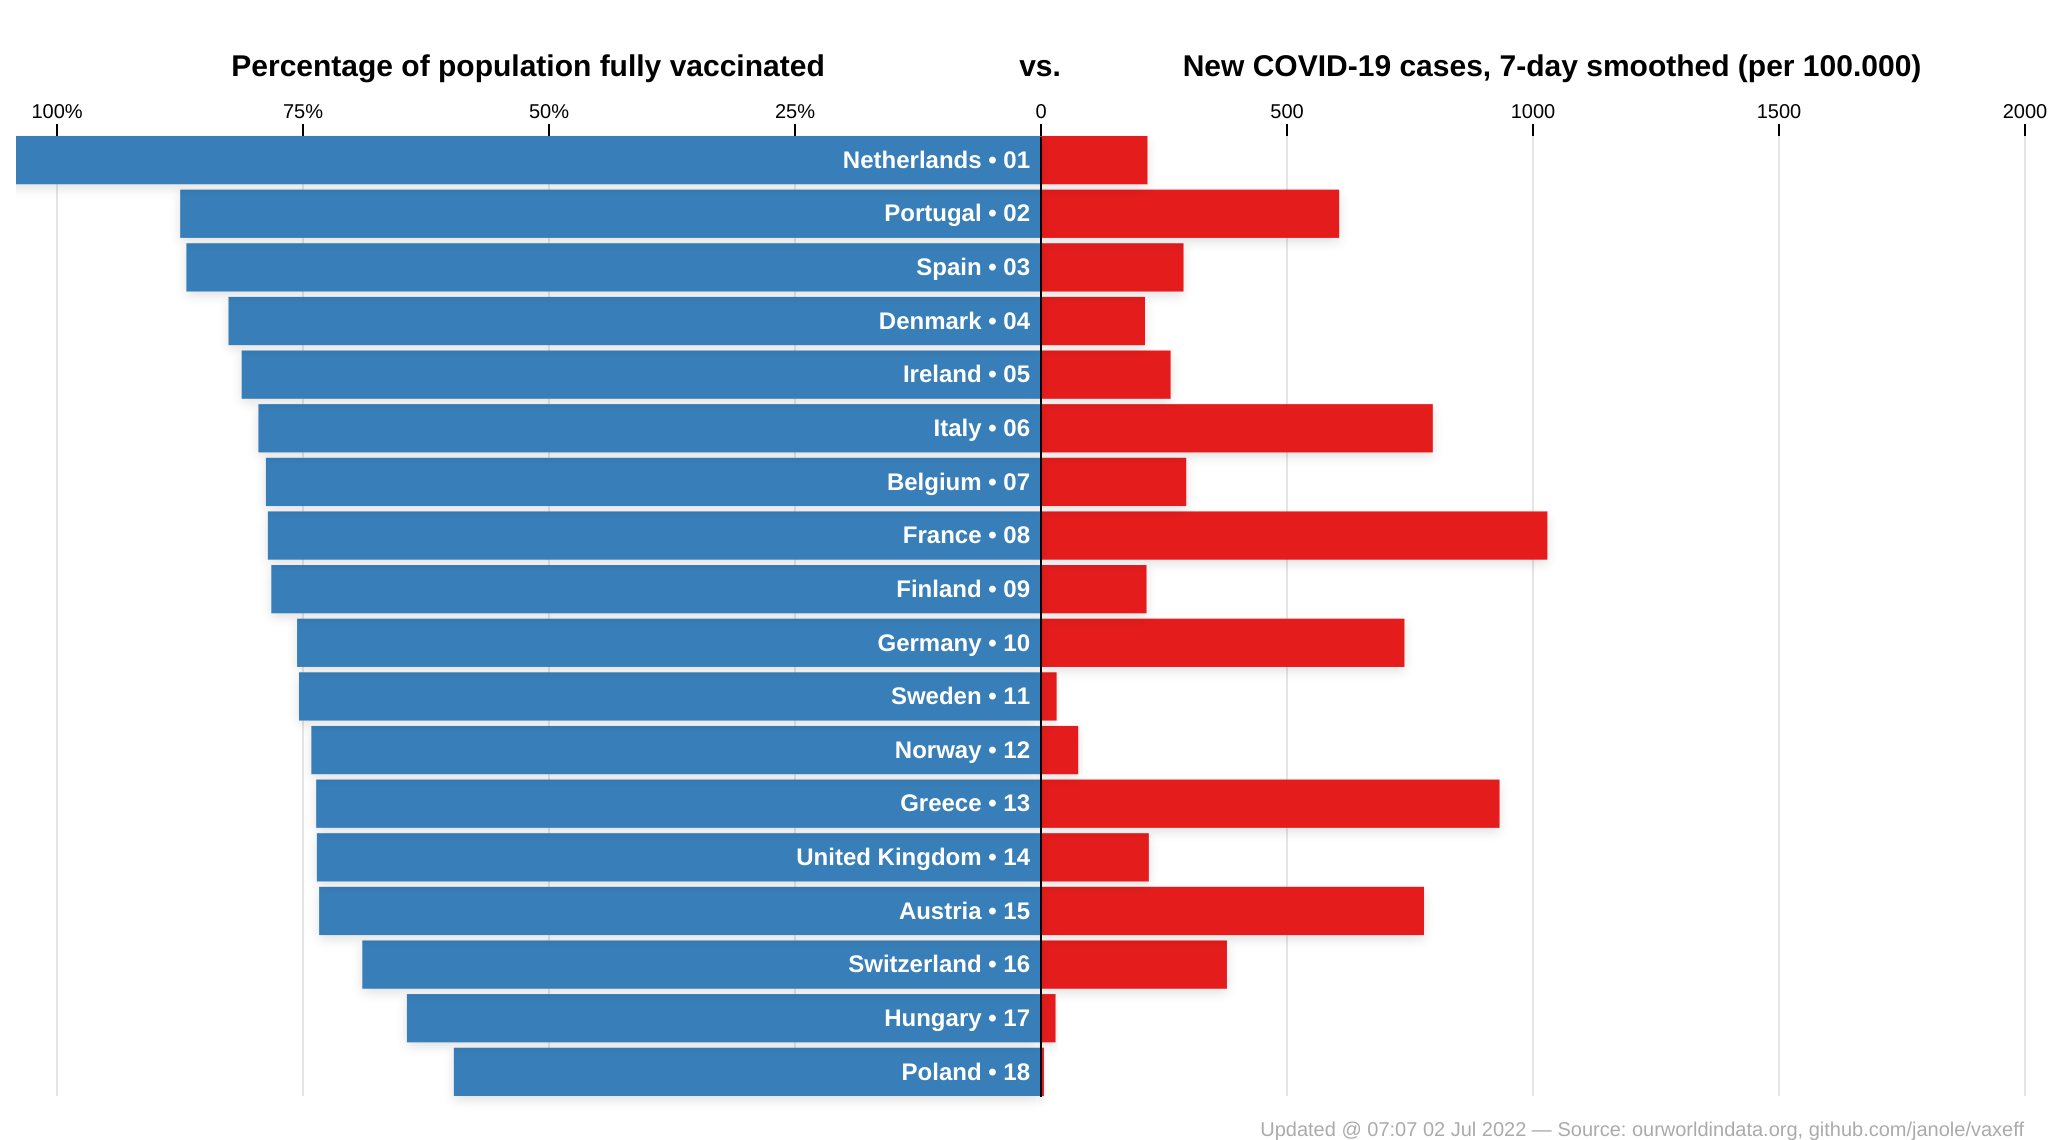 Percentage of population fully vaccinated vs. New COVID-19 cases, 7-day smoothed (per 100.000)
100% 75% 50% 25% 0 500 1000 1500 2000
Netherlands • 01
Portugal • 02
Spain • 03
Denmark • 04
Ireland • 05
Italy • 06
Belgium • 07
France • 08
Finland • 09
Germany • 10
Sweden • 11
Norway • 12
Greece • 13
United Kingdom • 14
Austria • 15
Switzerland • 16
Hungary • 17
Poland • 18
Updated @ 07:07 02 Jul 2022 — Source: ourworldindata.org, github.com/janole/vaxeff